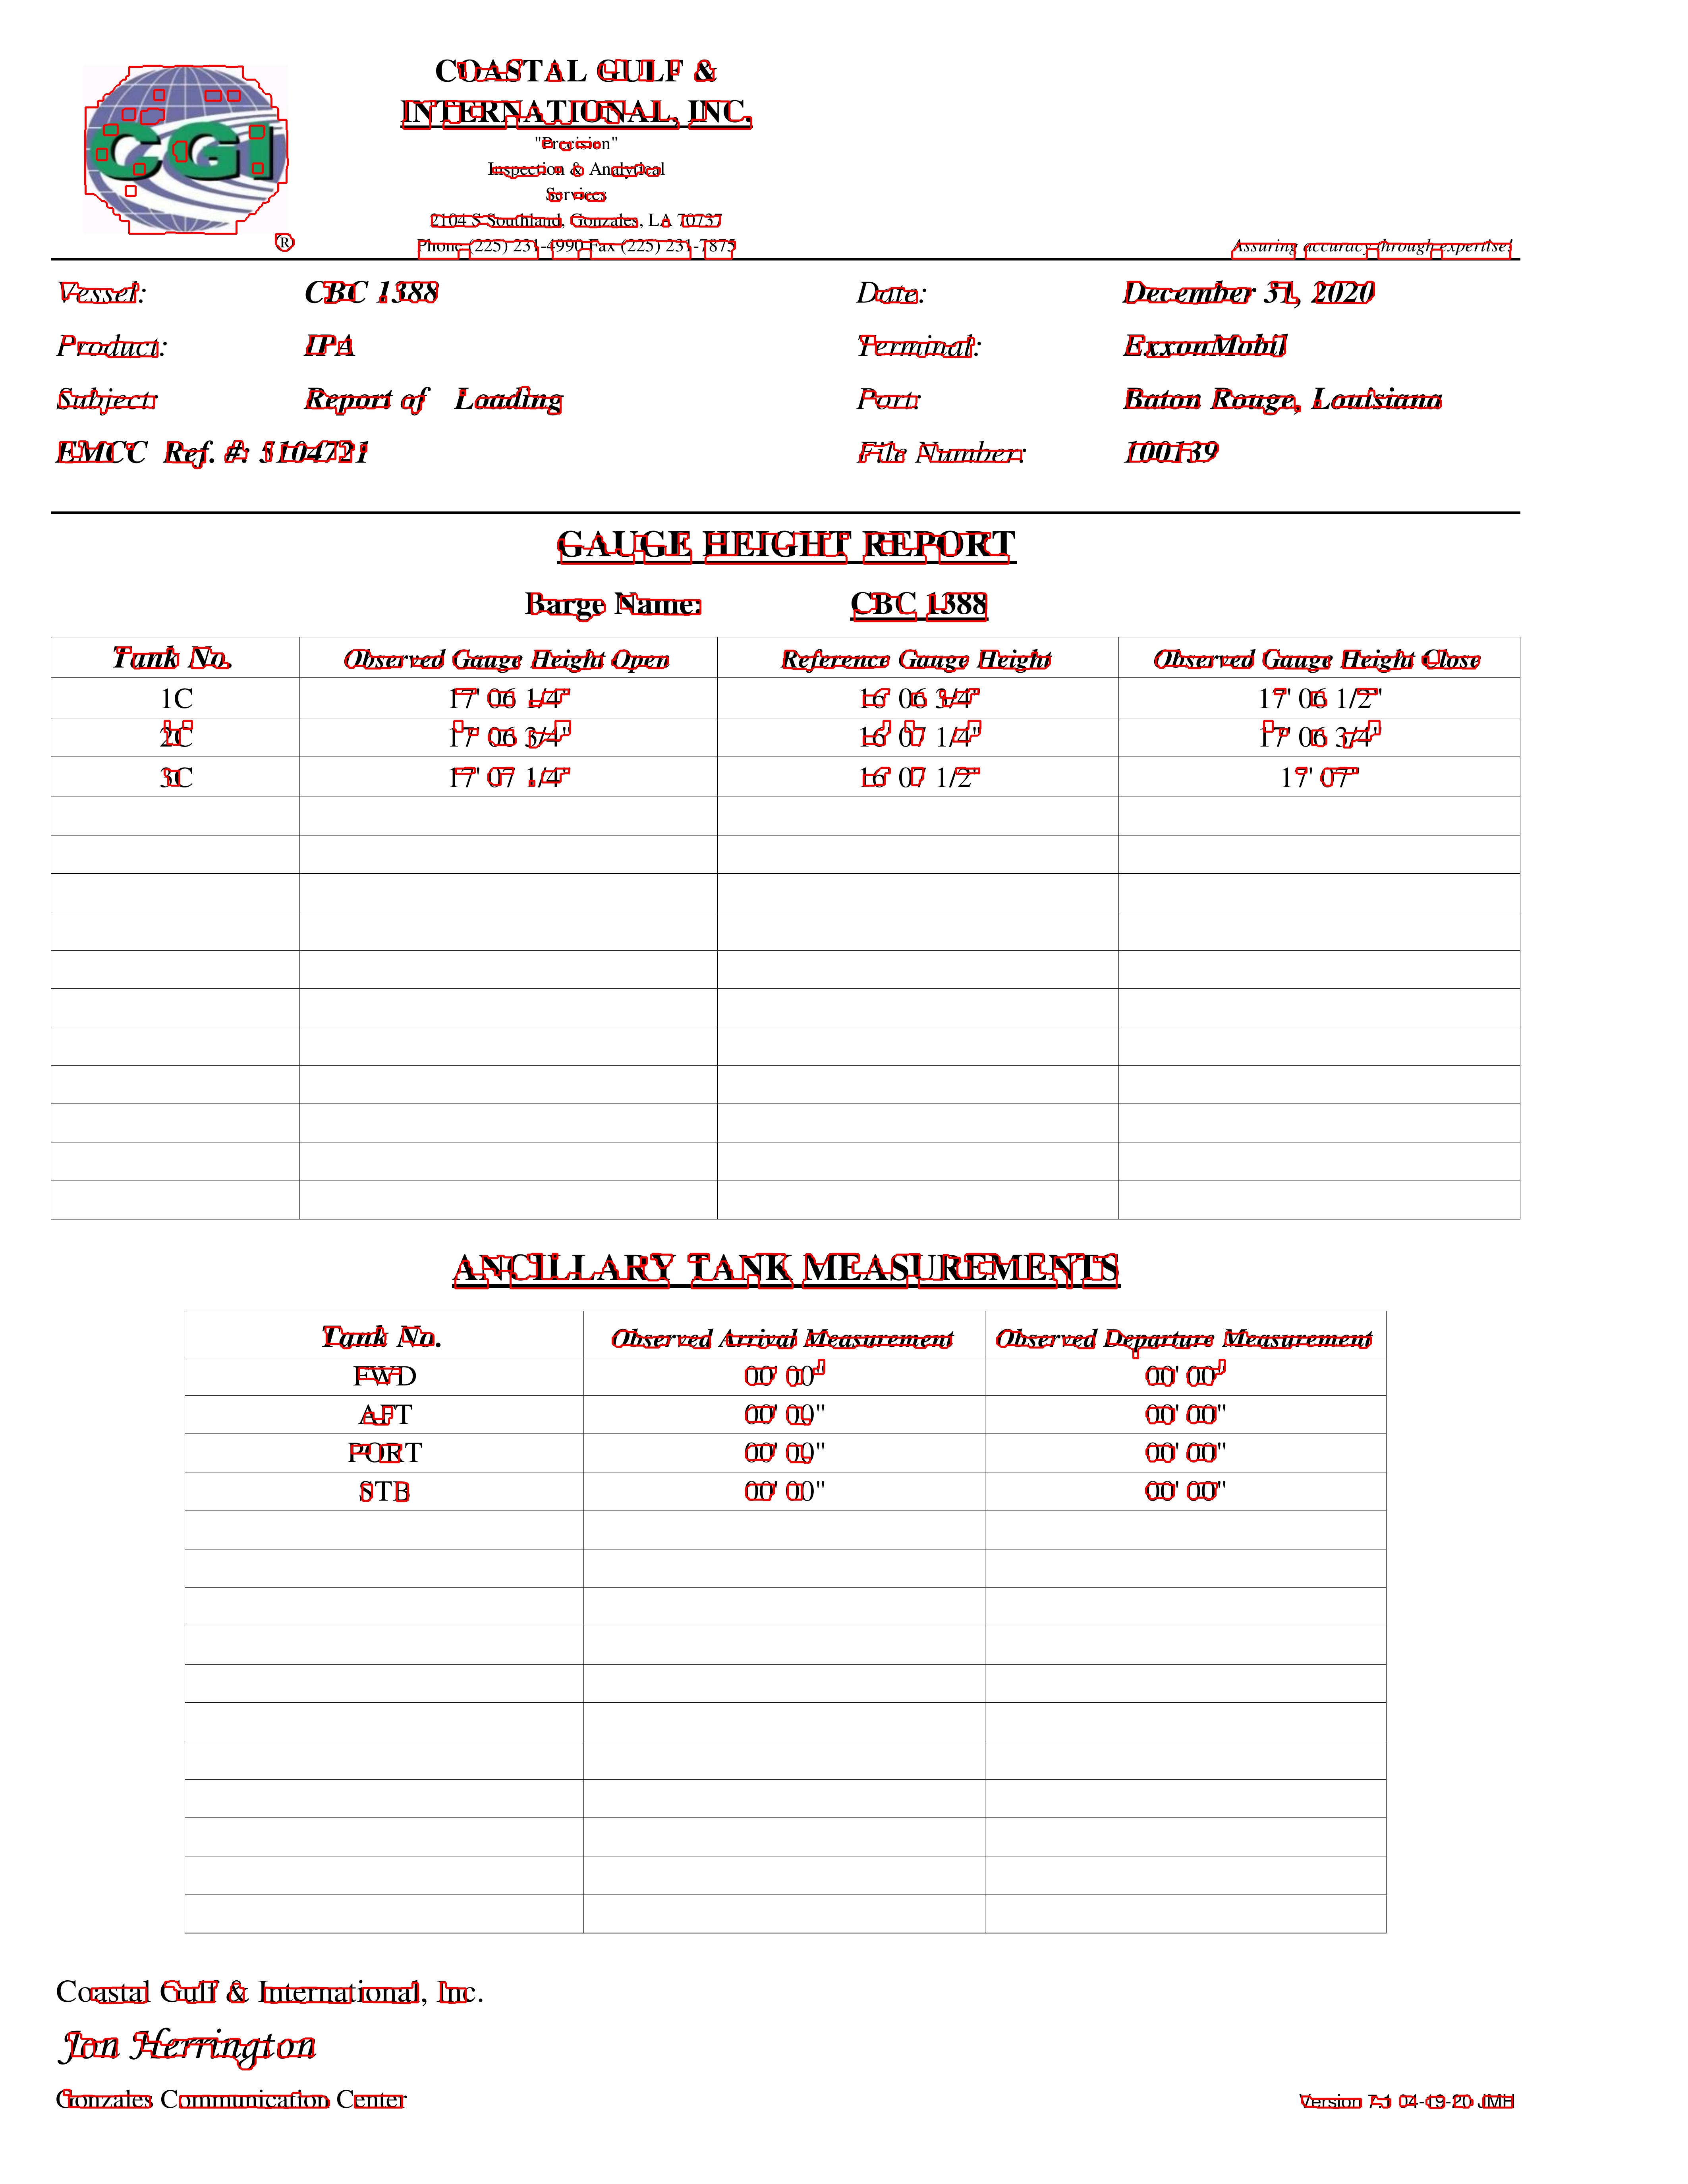 COASTAL GULF &
INTERNATIONAL, INC.
"Precision"
Inspection & Analytical
Services
2104 S Southland, Gonzales, LA 70737
Phone (225) 231-4990 Fax (225) 231-7875
CGI ®
Assuring accuracy through expertise!
Vessel: CBC 1388 Date: December 31, 2020
Product: IPA Terminal: ExxonMobil
Subject: Report of Loading Port: Baton Rouge, Louisiana
EMCC Ref. #: 5104721 File Number: 100139
GAUGE HEIGHT REPORT
Barge Name: CBC 1388
Tank No. Observed Gauge Height Open Reference Gauge Height Observed Gauge Height Close
1C 17' 06 1/4" 16' 06 3/4" 17' 06 1/2"
2C 17' 06 3/4" 16' 07 1/4" 17' 06 3/4"
3C 17' 07 1/4" 16' 07 1/2" 17' 07"
ANCILLARY TANK MEASUREMENTS
Tank No. Observed Arrival Measurement Observed Departure Measurement
FWD 00' 00" 00' 00"
AFT 00' 00" 00' 00"
PORT 00' 00" 00' 00"
STB 00' 00" 00' 00"
Coastal Gulf & International, Inc.
Jon Herrington
Gonzales Communication Center
Version 7.1 04-19-20 JMH